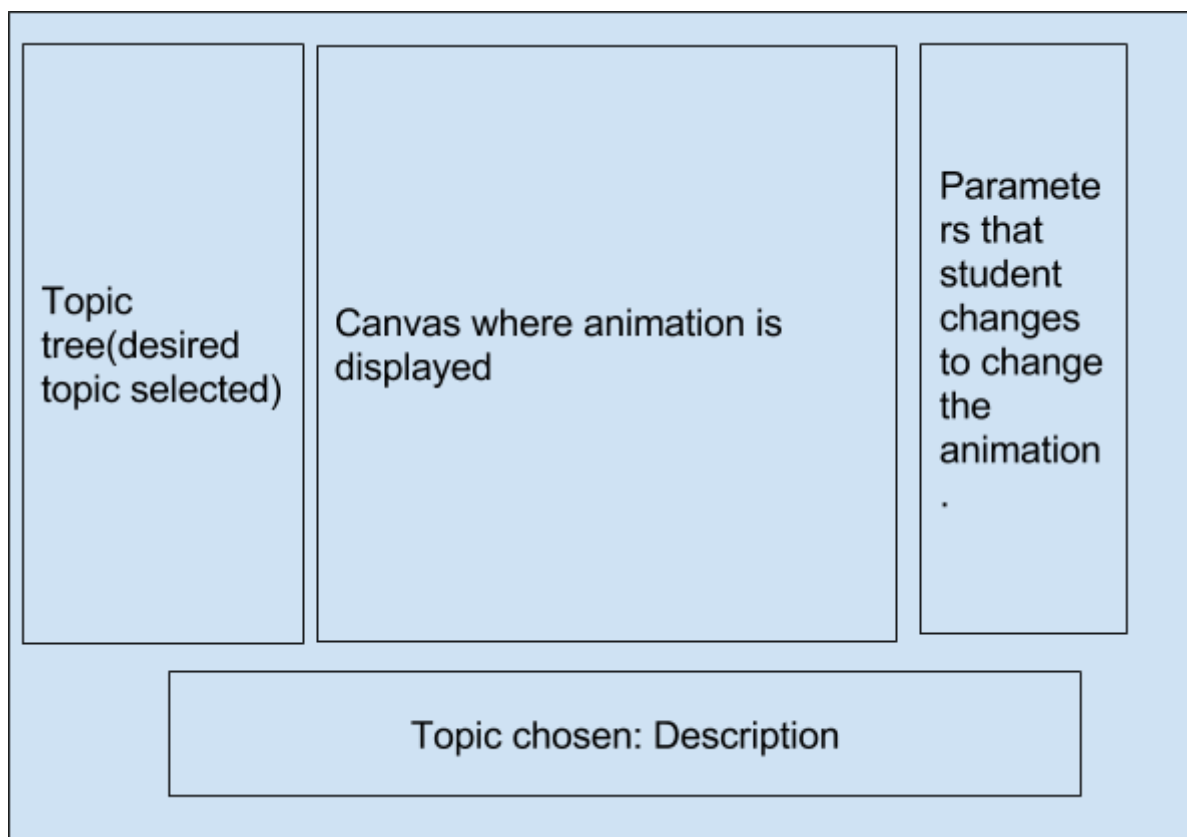 Topic
tree(desired
topic selected)
Canvas where animation is
displayed
Paramete
rs that
student
changes
to change
the
animation
.
Topic chosen: Description